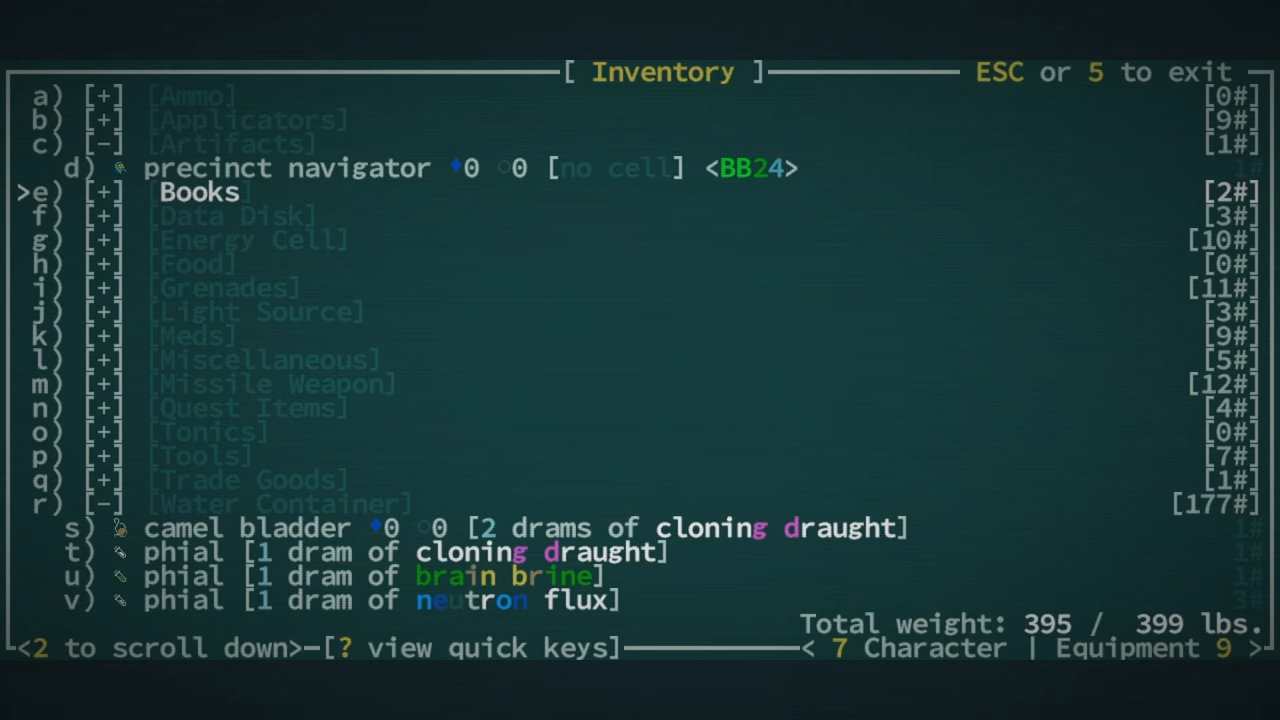 [ Inventory ] ESC or 5 to exit
a) [+] [Ammo] [0#]
b) [+] [Applicators] [9#]
c) [-] [Artifacts] [1#]
d) precinct navigator ♦0 ○0 [no cell] <BB24> 1#
>e) [+] [Books] [2#]
f) [+] [Data Disk] [3#]
g) [+] [Energy Cell] [10#]
h) [+] [Food] [0#]
i) [+] [Grenades] [11#]
j) [+] [Light Source] [3#]
k) [+] [Meds] [9#]
l) [+] [Miscellaneous] [5#]
m) [+] [Missile Weapon] [12#]
n) [+] [Quest Items] [4#]
o) [+] [Tonics] [0#]
p) [+] [Tools] [7#]
q) [+] [Trade Goods] [1#]
r) [-] [Water Container] [177#]
s) camel bladder ♦0 ○0 [2 drams of cloning draught] 1#
t) phial [1 dram of cloning draught] 1#
u) phial [1 dram of brain brine] 1#
v) phial [1 dram of neutron flux] 3#
Total weight: 395 / 399 lbs.
<2 to scroll down> [? view quick keys] < 7 Character | Equipment 9 >